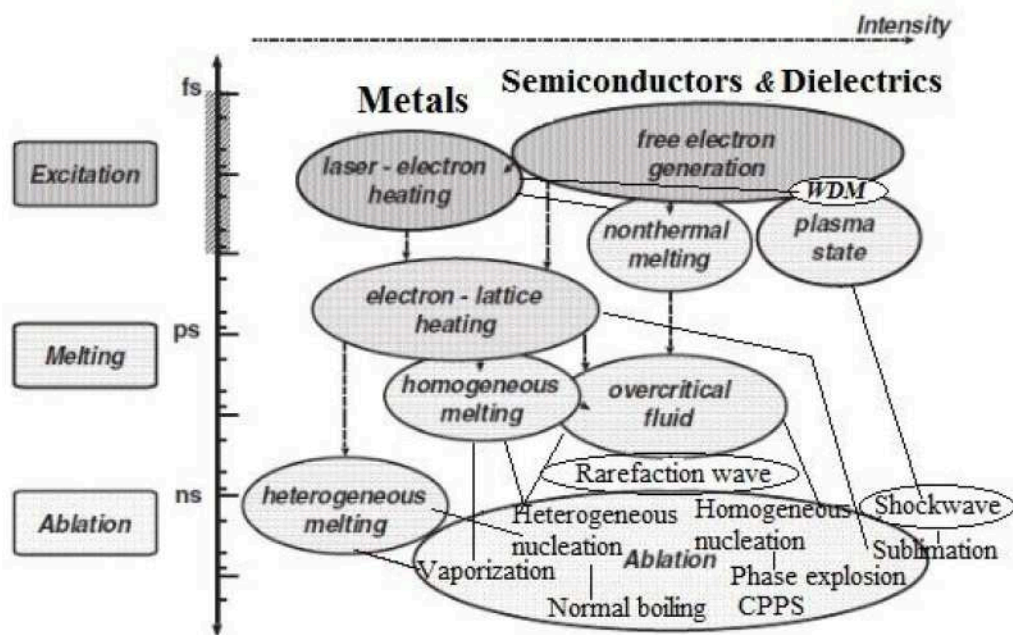 Intensity
fs
Metals
Semiconductors & Dielectrics
Excitation
laser - electron
heating
free electron
generation
WDM
nonthermal
melting
plasma
state
electron - lattice
heating
ps
Melting
homogeneous
melting
overcritical
fluid
Rarefaction wave
ns
Ablation
heterogeneous
melting
Heterogeneous
nucleation
Homogeneous
nucleation
Shockwave
Ablation
Sublimation
Vaporization
Phase explosion
Normal boiling
CPPS